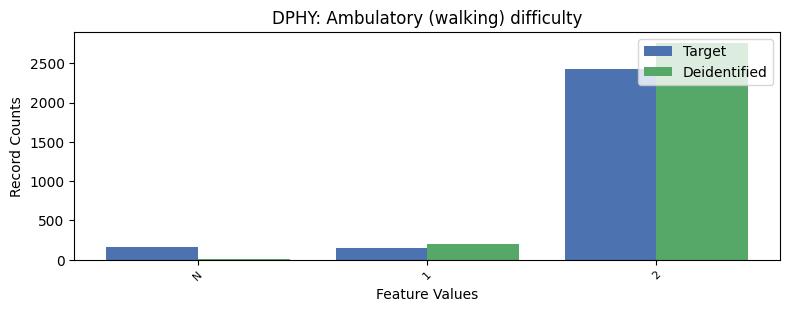 DPHY: Ambulatory (walking) difficulty
Target
Deidentified
Record Counts
2500
2000
1500
1000
500
0
N
1
2
Feature Values